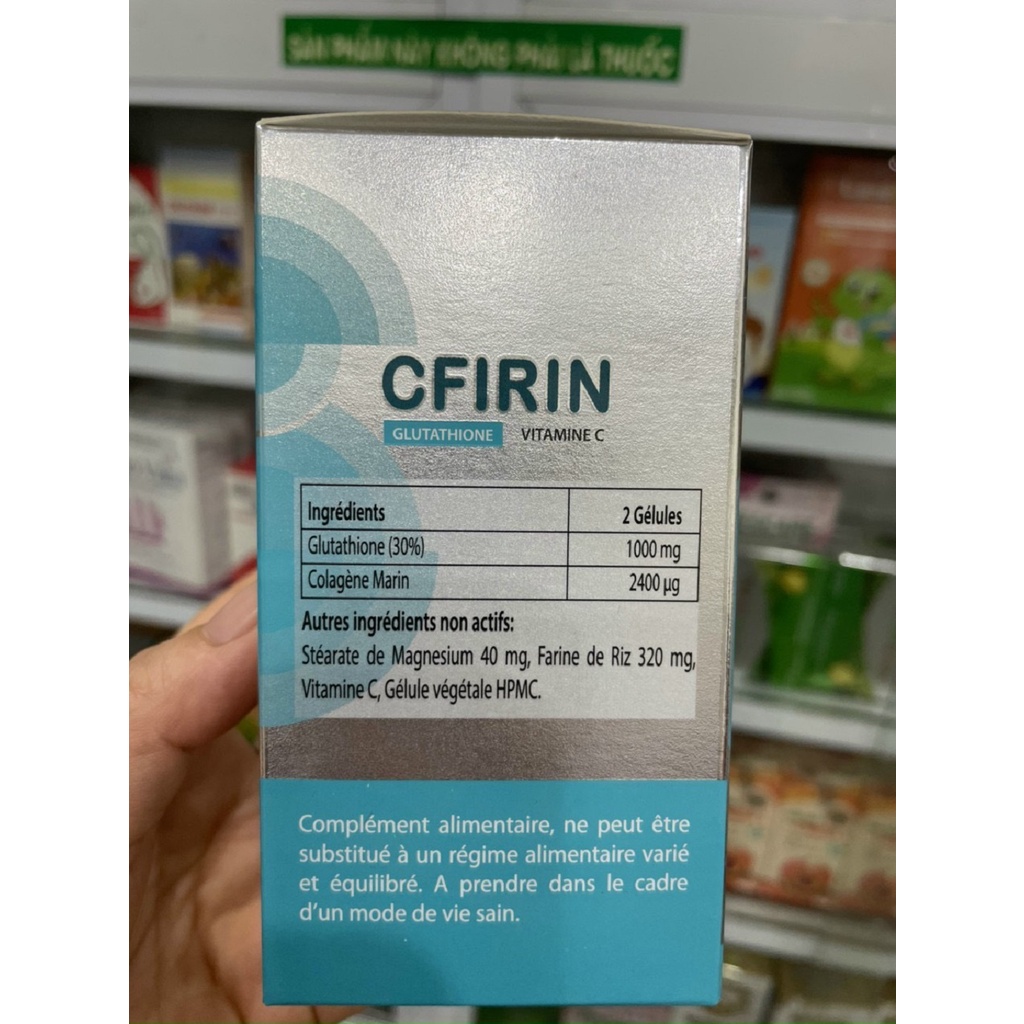 SẢN PHẨM NÀY KHÔNG PHẢI LÀ THUỐC
CFIRIN
GLUTATHIONE VITAMINE C
Ingrédients 2 Gélules
Glutathione (30%) 1000 mg
Colagène Marin 2400 µg
Autres ingrédients non actifs:
Stéarate de Magnesium 40 mg, Farine de Riz 320 mg,
Vitamine C, Gélule végétale HPMC.
Complément alimentaire, ne peut être
substitué à un régime alimentaire varié
et équilibré. A prendre dans le cadre
d'un mode de vie sain.